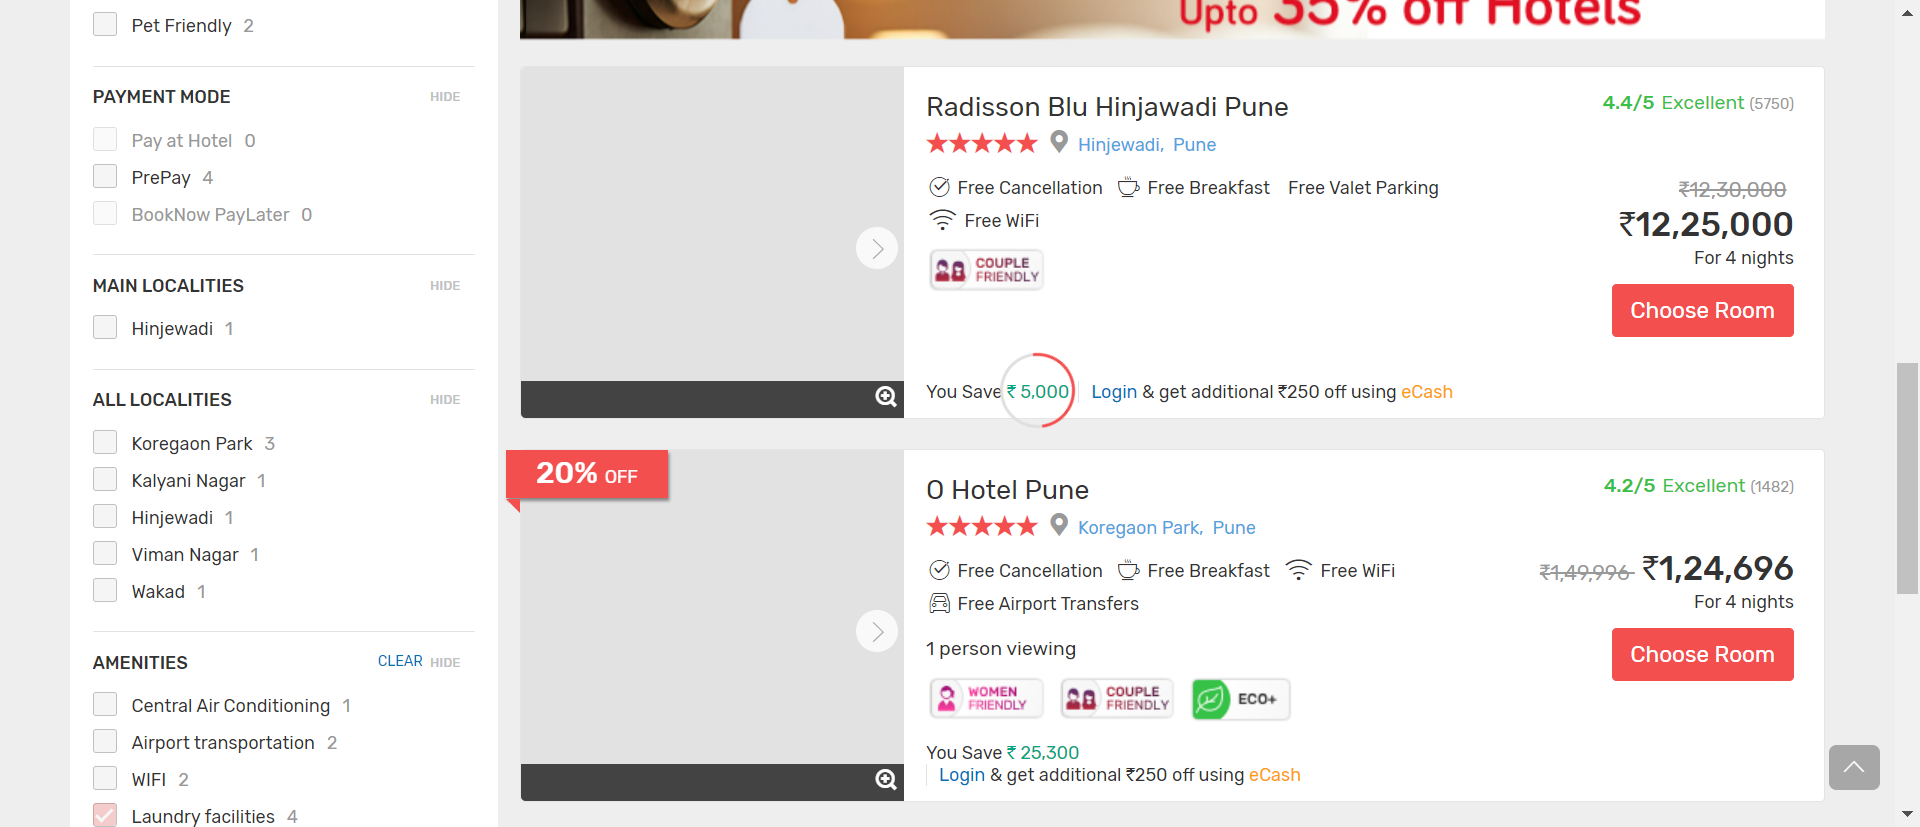 Pet Friendly 2
PAYMENT MODE HIDE
Pay at Hotel 0
PrePay 4
BookNow PayLater 0
MAIN LOCALITIES HIDE
Hinjewadi 1
ALL LOCALITIES HIDE
Koregaon Park 3
Kalyani Nagar 1
Hinjewadi 1
Viman Nagar 1
Wakad 1
AMENITIES CLEAR HIDE
Central Air Conditioning 1
Airport transportation 2
WIFI 2
Laundry facilities 4
Upto 35% off Hotels
Radisson Blu Hinjawadi Pune
4.4/5 Excellent (5750)
Hinjewadi, Pune
Free Cancellation Free Breakfast Free Valet Parking
Free WiFi
₹12,30,000
₹12,25,000
For 4 nights
COUPLE
FRIENDLY
Choose Room
You Save ₹ 5,000 Login & get additional ₹250 off using eCash
20% OFF
O Hotel Pune
4.2/5 Excellent (1482)
Koregaon Park, Pune
Free Cancellation Free Breakfast Free WiFi
Free Airport Transfers
₹1,49,996 ₹1,24,696
For 4 nights
1 person viewing
Choose Room
WOMEN
FRIENDLY
COUPLE
FRIENDLY
ECO+
You Save ₹ 25,300
Login & get additional ₹250 off using eCash